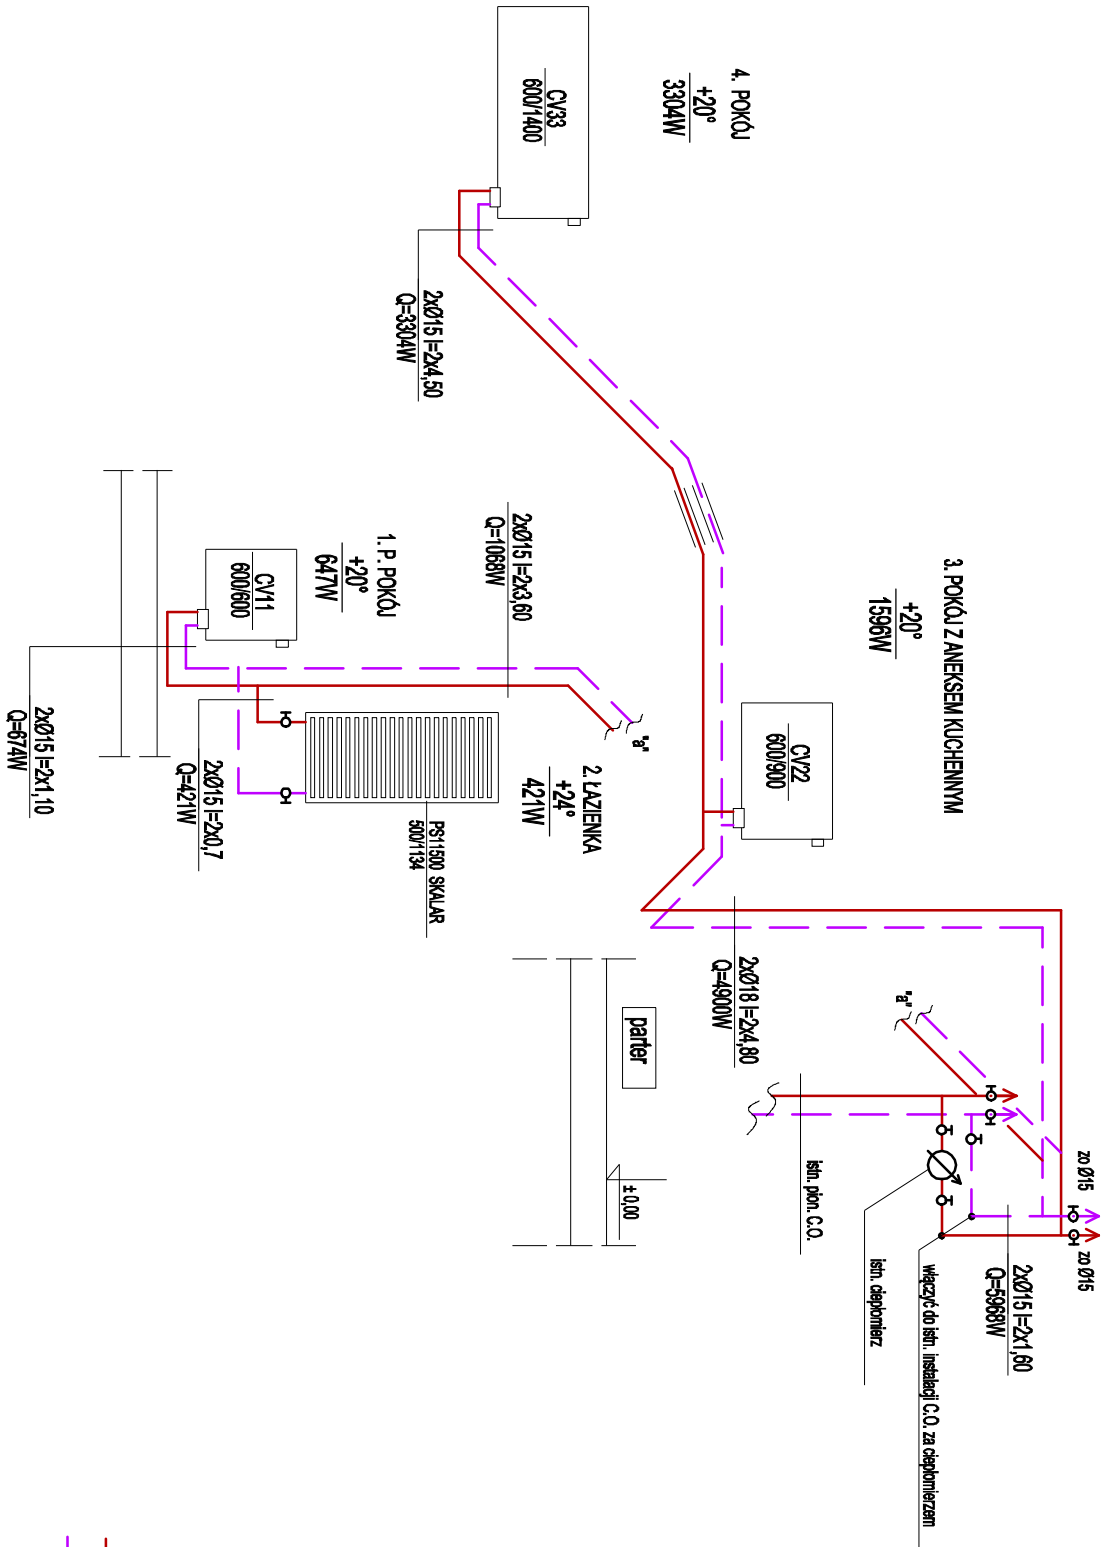 4. POKÓJ
+20°
3304W
CV33
600/1400
2xØ15 l=2x4,50
Q=3304W
3. POKÓJ Z ANEKSEM KUCHENNYM
+20°
1596W
CV22
600/900
2xØ15 l=2x3,60
Q=1068W
1. P. POKÓJ
+20°
647W
CV11
600/600
2xØ15 l=2x1,10
Q=674W
2xØ15 l=2x0,7
Q=421W
"a"
2. ŁAZIENKA
+24°
421W
PS11500 SKALAR
500/1134
2xØ18 l=2x4,80
Q=4900W
parter
± 0,00
"a"
istn. pion. C.O.
istn. ciepłomierz
włączyć do istn. instalacji C.O. za ciepłomierzem
zo Ø15
zo Ø15
2xØ15 l=2x1,60
Q=5968W